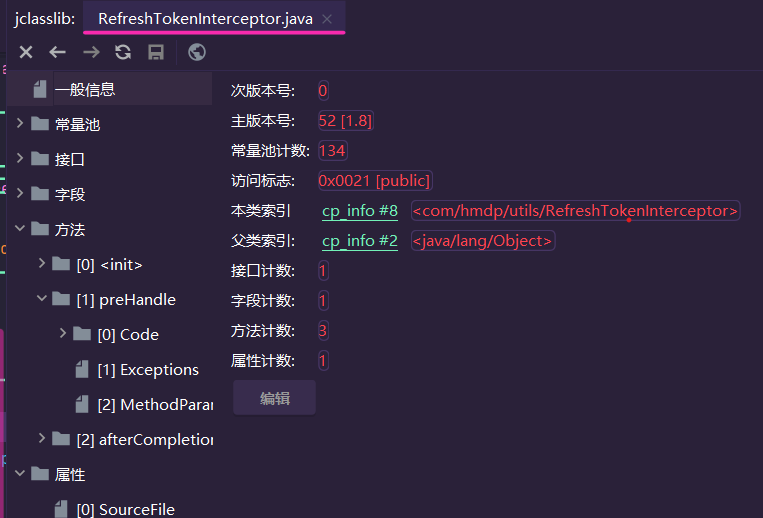 jclasslib: RefreshTokenInterceptor.java
一般信息
常量池
接口
字段
方法
[0] <init>
[1] preHandle
[0] Code
[1] Exceptions
[2] MethodParam
[2] afterCompletion
属性
[0] SourceFile
次版本号: 0
主版本号: 52 [1.8]
常量池计数: 134
访问标志: 0x0021 [public]
本类索引 cp_info #8 <com/hmdp/utils/RefreshTokenInterceptor>
父类索引: cp_info #2 <java/lang/Object>
接口计数: 1
字段计数: 1
方法计数: 3
属性计数: 1
编辑